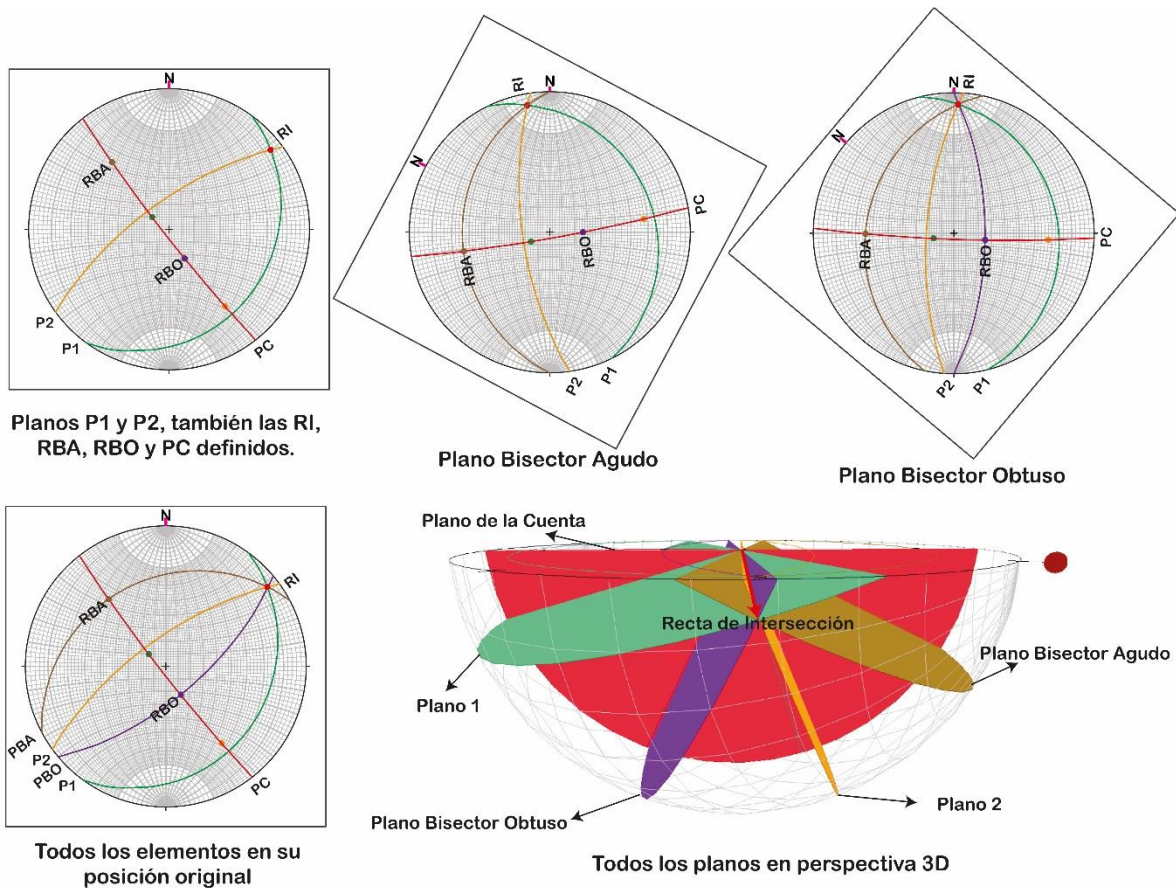 N
RI
RBA
RBO
P2
P1
PC
Planos P1 y P2, también las RI,
RBA, RBO y PC definidos.
RI
N
N
PC
RBA
RBO
P2
P1
Plano Bisector Agudo
N
RI
N
RBA
RBO
PC
P2
P1
Plano Bisector Obtuso
N
RI
RBA
RBO
PBA
P2
PBO
P1
PC
Todos los elementos en su
posición original
Plano de la Cuenta
Recta de Intersección
Plano Bisector Agudo
Plano 1
Plano 2
Plano Bisector Obtuso
Todos los planos en perspectiva 3D